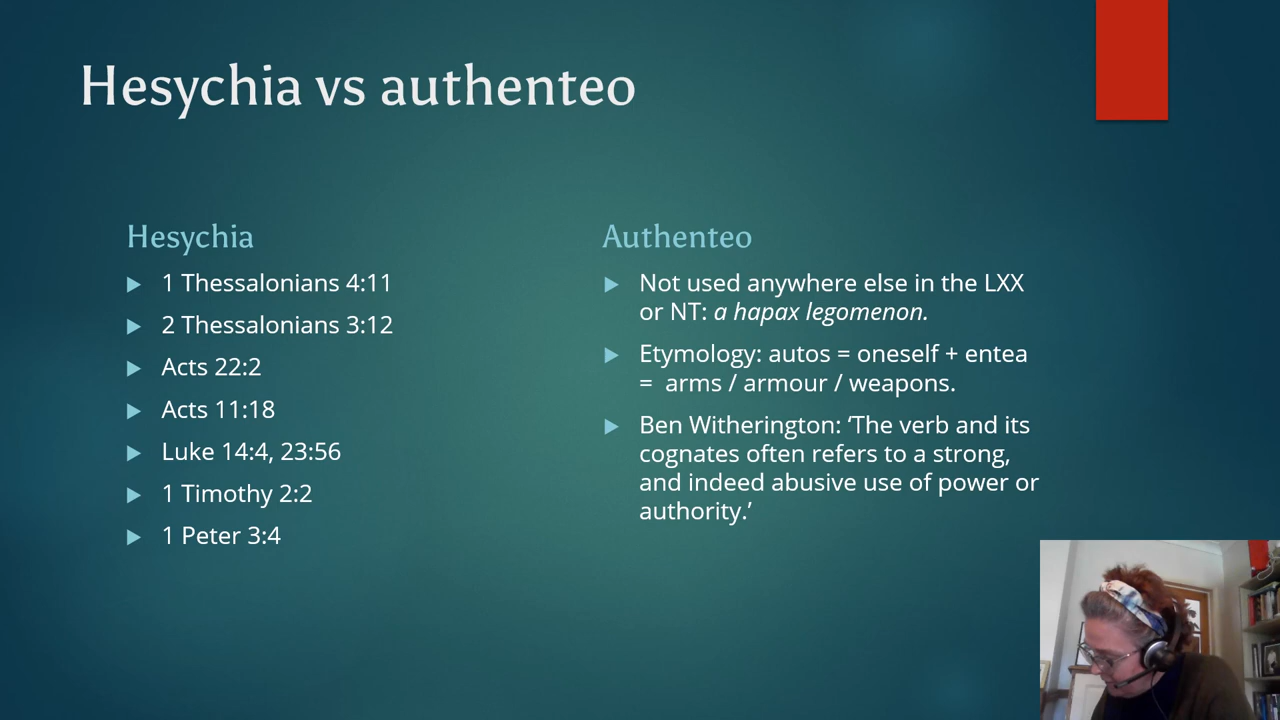 Hesychia vs authenteo
Hesychia
1 Thessalonians 4:11
2 Thessalonians 3:12
Acts 22:2
Acts 11:18
Luke 14:4, 23:56
1 Timothy 2:2
1 Peter 3:4
Authenteo
Not used anywhere else in the LXX
or NT: a hapax legomenon.
Etymology: autos = oneself + entea
= arms / armour / weapons.
Ben Witherington: ‘The verb and its
cognates often refers to a strong,
and indeed abusive use of power or
authority.’